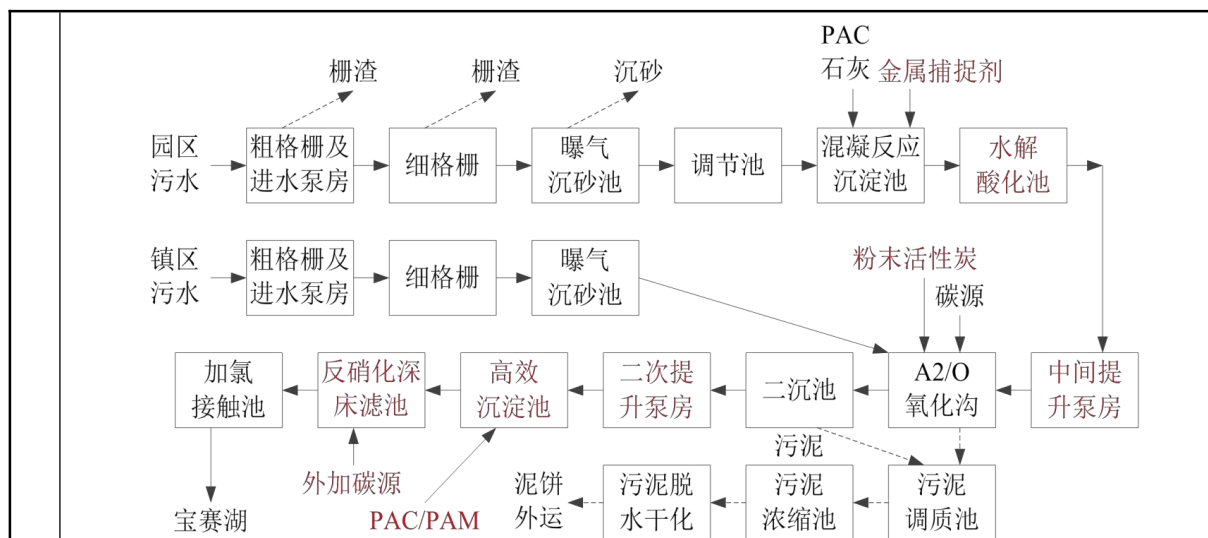 栅渣
栅渣
沉砂
PAC
石灰
金属捕捉剂
园区
污水
粗格栅及
进水泵房
细格栅
曝气
沉砂池
调节池
混凝反应
沉淀池
水解
酸化池
镇区
污水
粗格栅及
进水泵房
细格栅
曝气
沉砂池
粉末活性炭
碳源
加氯
接触池
反硝化深
床滤池
高效
沉淀池
二次提
升泵房
二沉池
A2/O
氧化沟
中间提
升泵房
污泥
宝赛湖
外加碳源
PAC/PAM
泥饼
外运
污泥脱
水干化
污泥
浓缩池
污泥
调质池